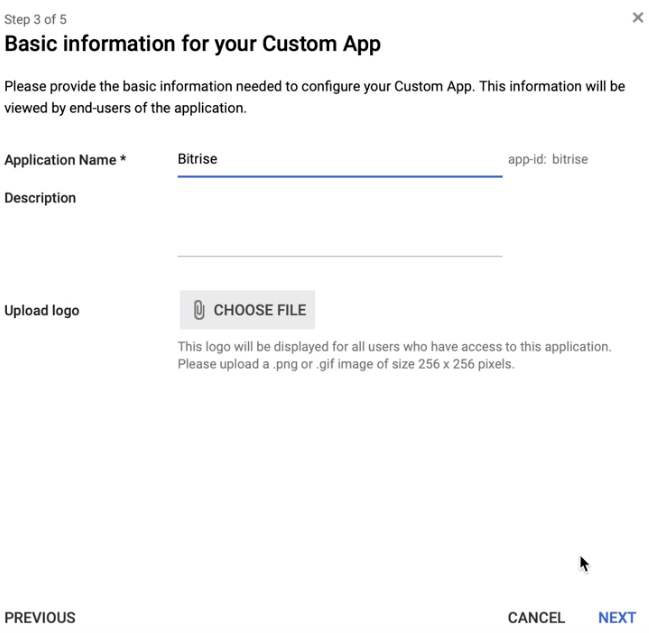 Step 3 of 5
Basic information for your Custom App
Please provide the basic information needed to configure your Custom App. This information will be
viewed by end-users of the application.
Application Name * Bitrise app-id: bitrise
Description
Upload logo CHOOSE FILE
This logo will be displayed for all users who have access to this application.
Please upload a .png or .gif image of size 256 x 256 pixels.
PREVIOUS CANCEL NEXT